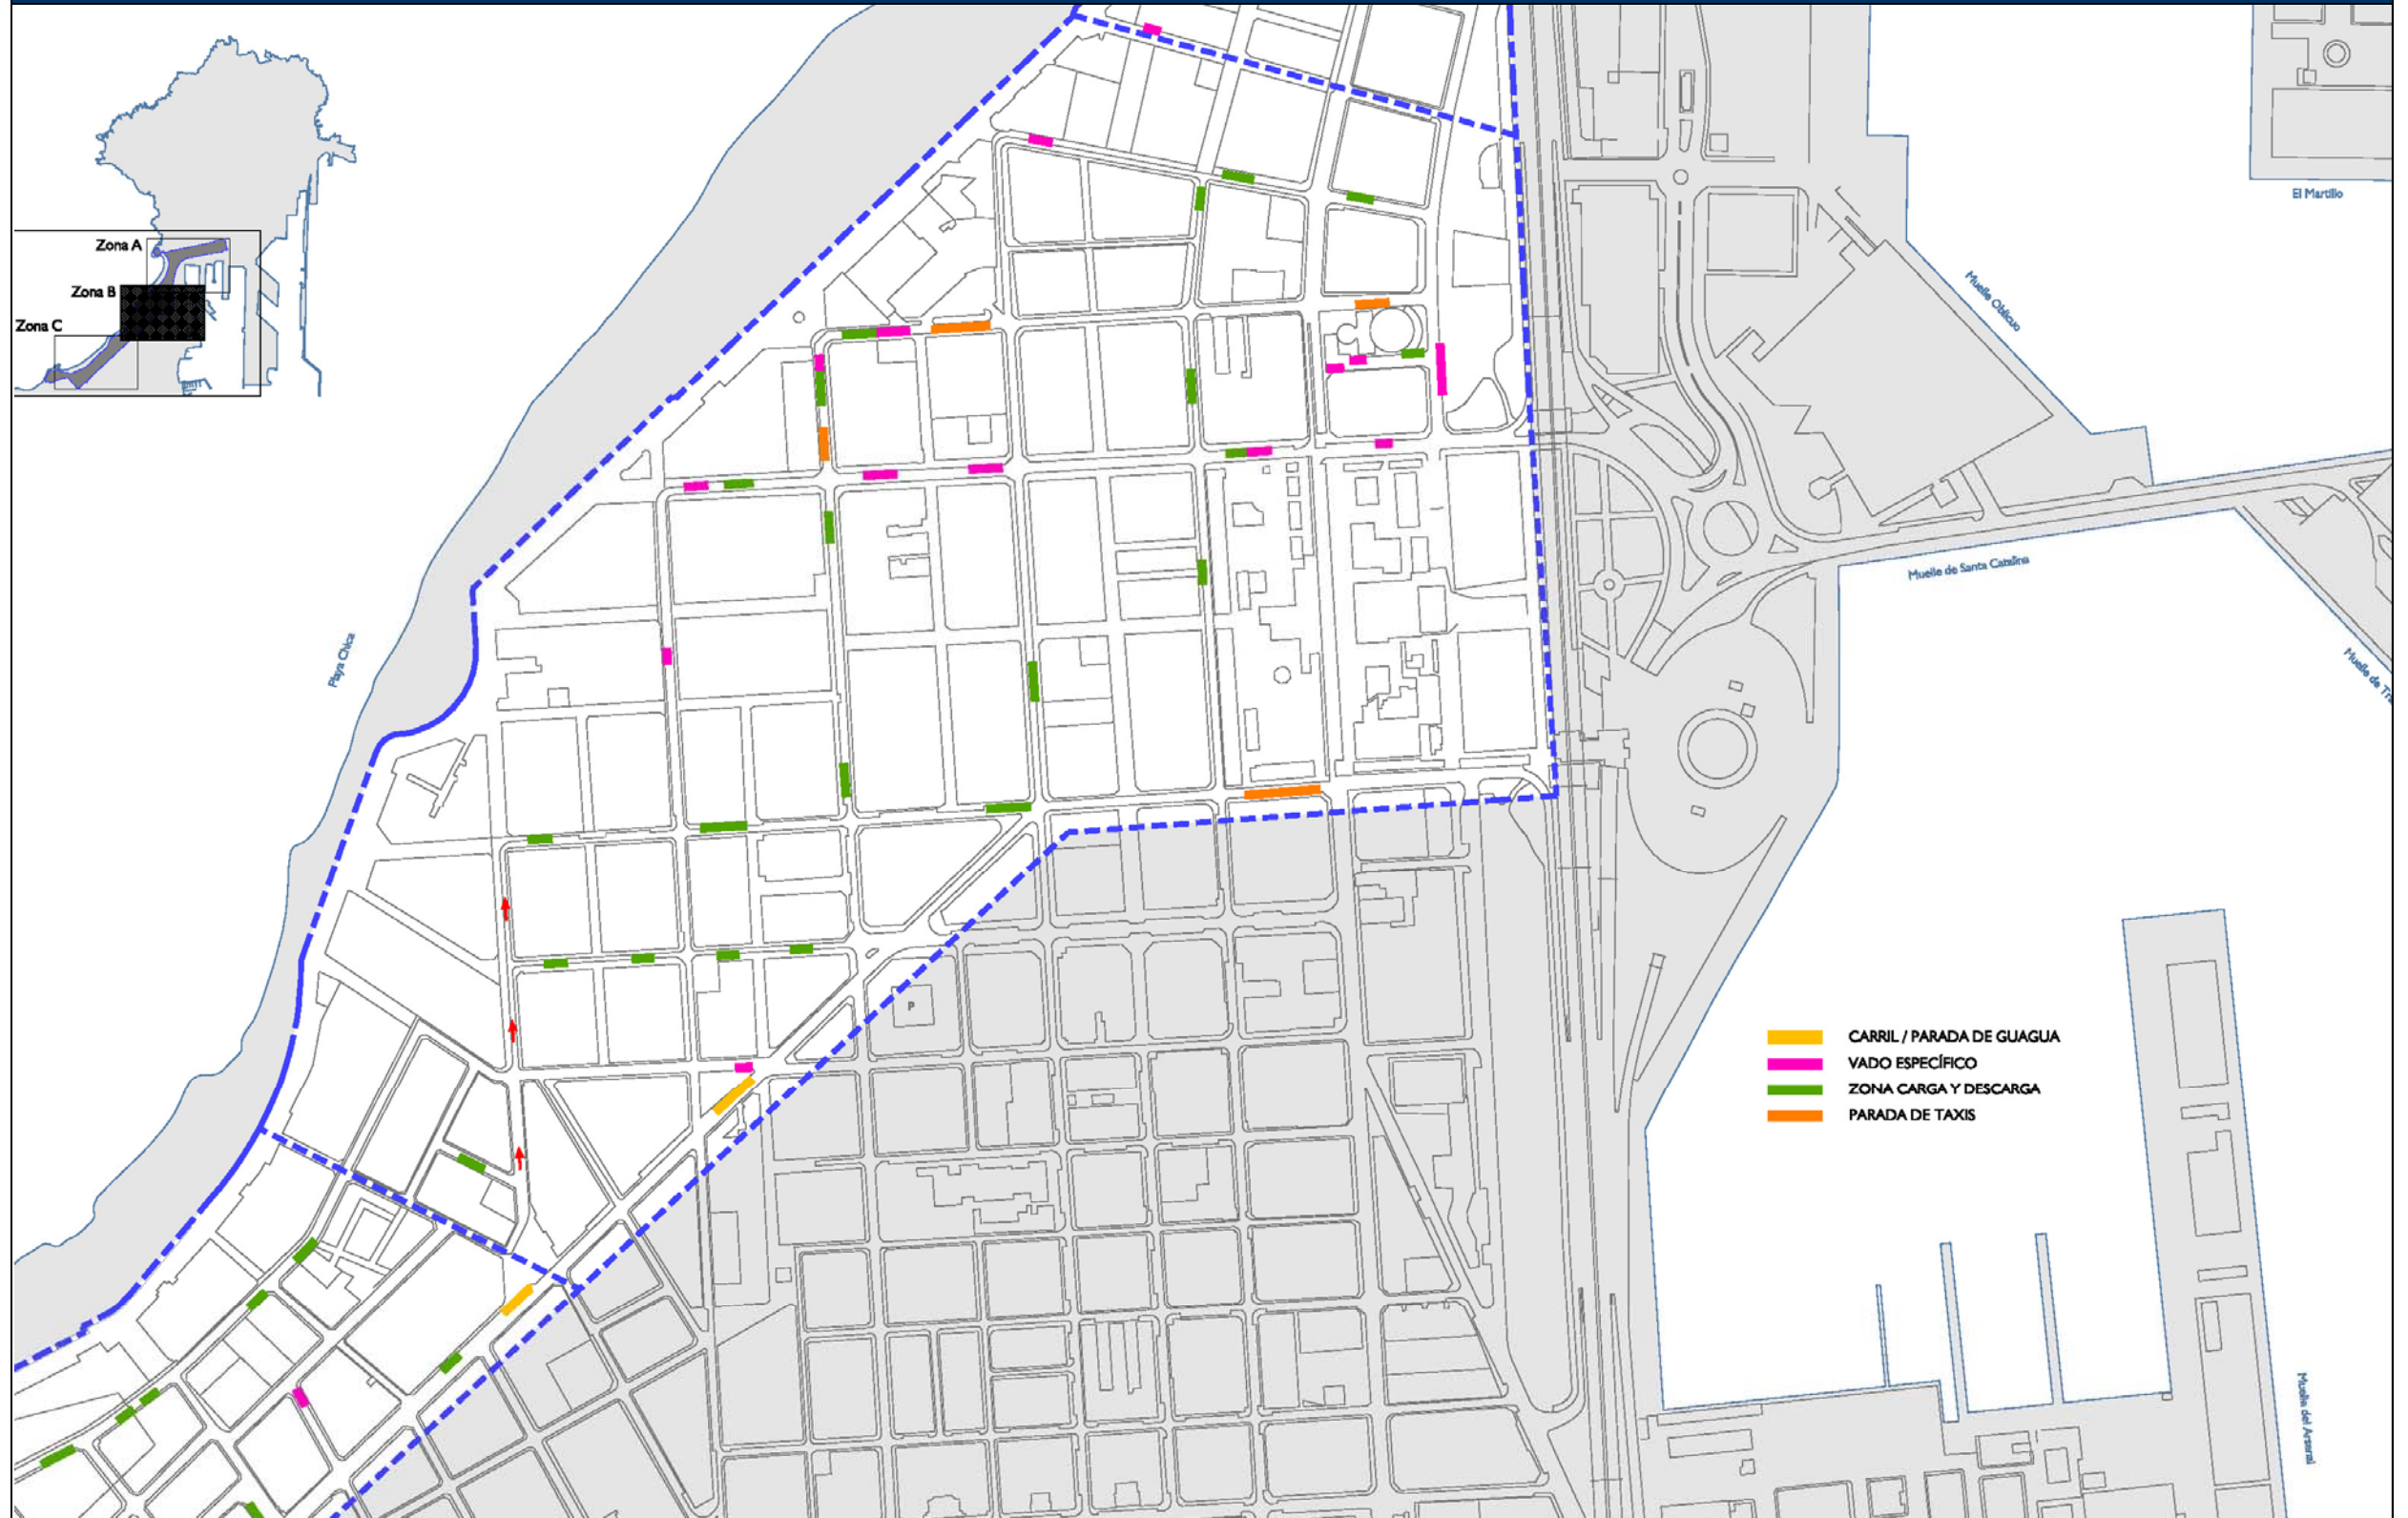 El Martillo
Zona A
Zona B
Zona C
Muelle Oblicuo
Muelle de Santa Catalina
Playa Chica
P
CARRIL / PARADA DE GUAGUA
VADO ESPECÍFICO
ZONA CARGA Y DESCARGA
PARADA DE TAXIS
Muelle del Arsenal